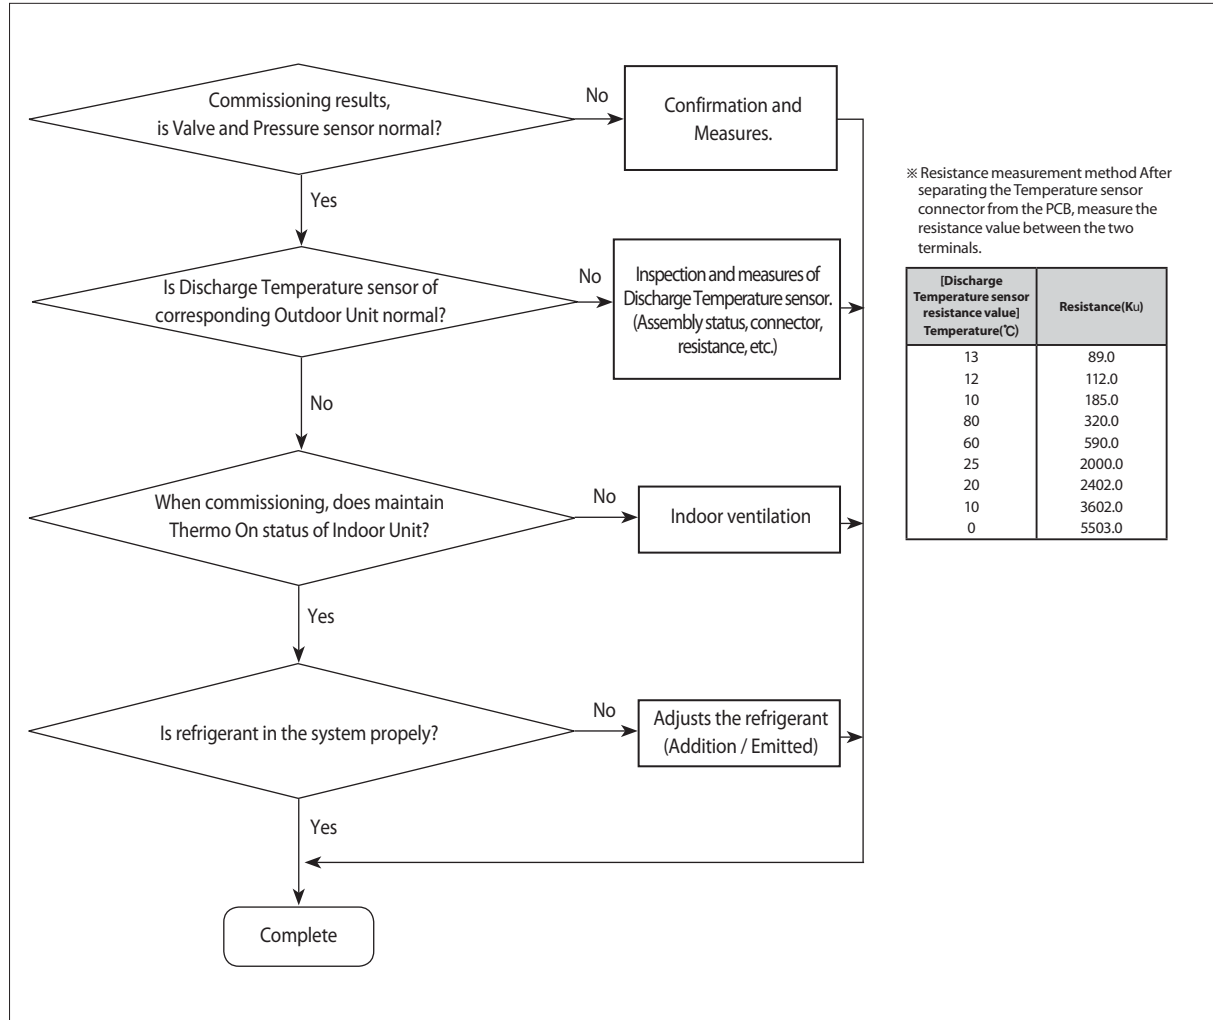 Commissioning results,
is Valve and Pressure sensor normal?
No
Confirmation and
Measures.
Yes
Is Discharge Temperature sensor of
corresponding Outdoor Unit normal?
No
Inspection and measures of
Discharge Temperature sensor.
(Assembly status, connector,
resistance, etc.)
No
When commissioning, does maintain
Thermo On status of Indoor Unit?
No
Indoor ventilation
Yes
Is refrigerant in the system propely?
No
Adjusts the refrigerant
(Addition / Emitted)
Yes
Complete
※ Resistance measurement method After
separating the Temperature sensor
connector from the PCB, measure the
resistance value between the two
terminals.
[Discharge
Temperature sensor
resistance value]
Temperature(℃)
Resistance(Ku)
13 89.0
12 112.0
10 185.0
80 320.0
60 590.0
25 2000.0
20 2402.0
10 3602.0
0 5503.0